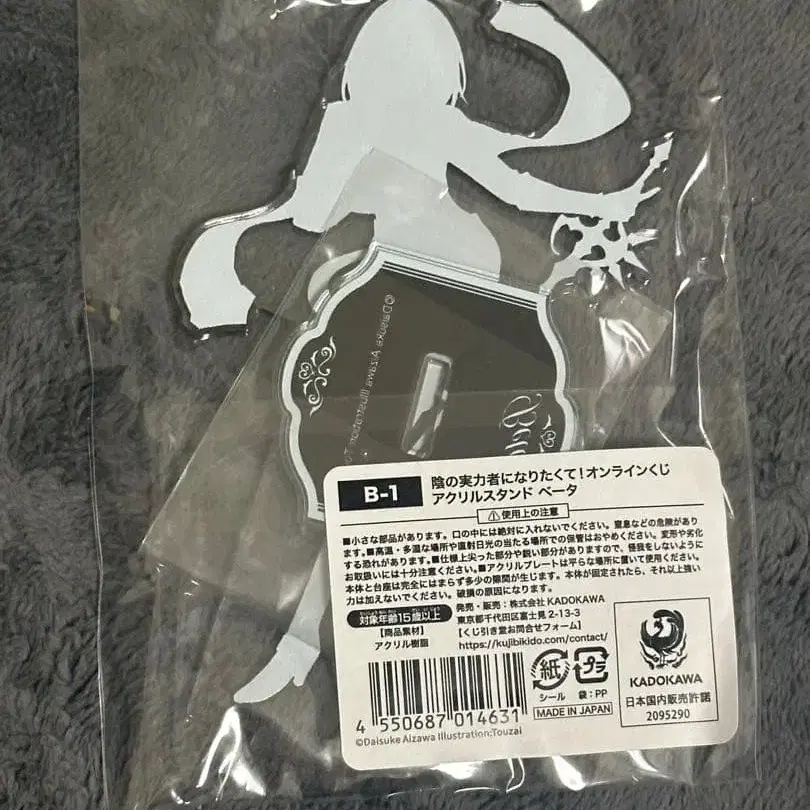 ©Daisuke Aizawa Illustration:To
Be
B-1
陰の実力者になりたくて！オンラインくじ
アクリルスタンド ベータ
⚠使用上の注意
■小さな部品があります。口の中には絶対に入れないでください。窒息などの危険があり
ます。■高温・多湿な場所や直射日光の当たる場所での保管はおやめください。変形や劣化
する恐れがあります。■仕様上尖った部分や鋭い部分がありますので、怪我をしないように
お取扱いには十分注意ください。■アクリルプレートは平らな場所に置いて使用ください。
本体と台座は完全にはまらず多少の隙間が生じます。本体が固定されたら、それ以上強い
力は加えないでください。破損の原因になります。
対象年齢15歳以上
【商品素材】
アクリル樹脂
発売・販売：株式会社 KADOKAWA
東京都千代田区富士見 2-13-3
【くじ引き堂お問合せフォーム】
https://kujibikido.com/contact/
紙
シール
プラ
袋：PP
MADE IN JAPAN
KADOKAWA
日本国内販売許諾
2095290
4 550687 014631
©Daisuke Aizawa Illustration:Touzai